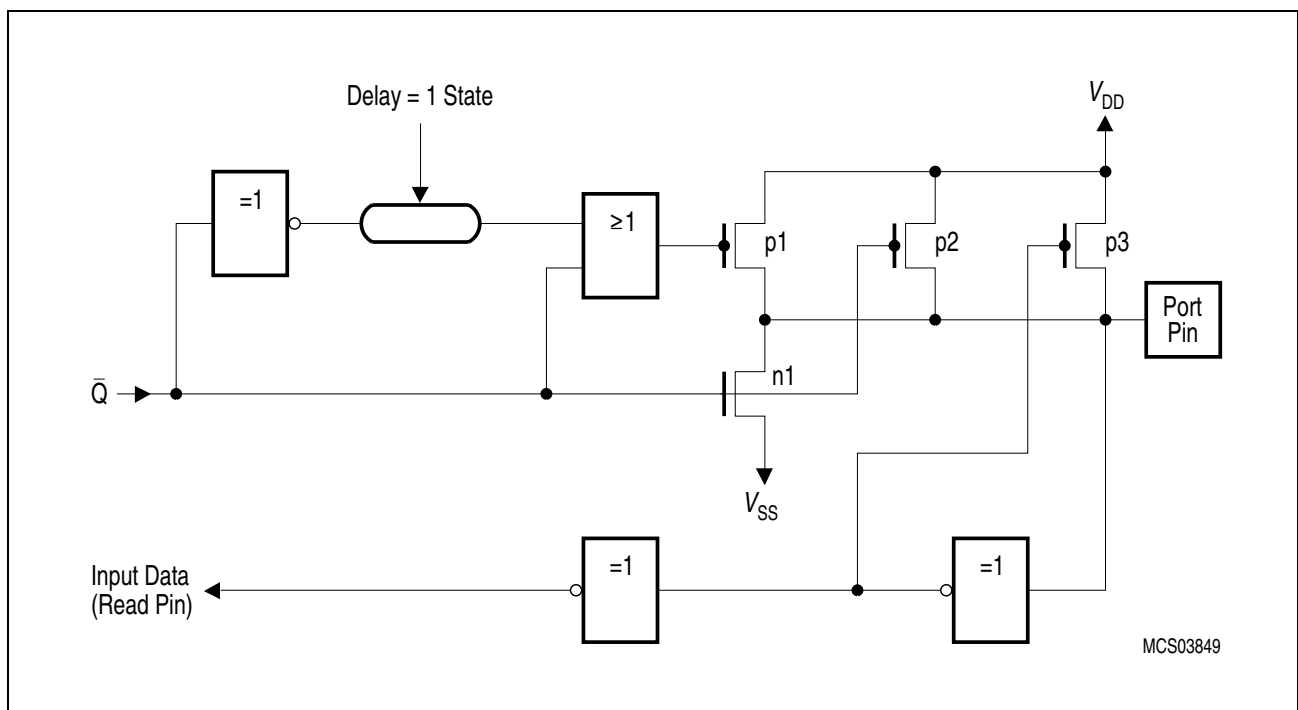 Delay = 1 State
V_DD
=1
≥1
p1
p2
p3
Port
Pin
Q̄
n1
V_SS
=1
=1
Input Data
(Read Pin)
MCS03849